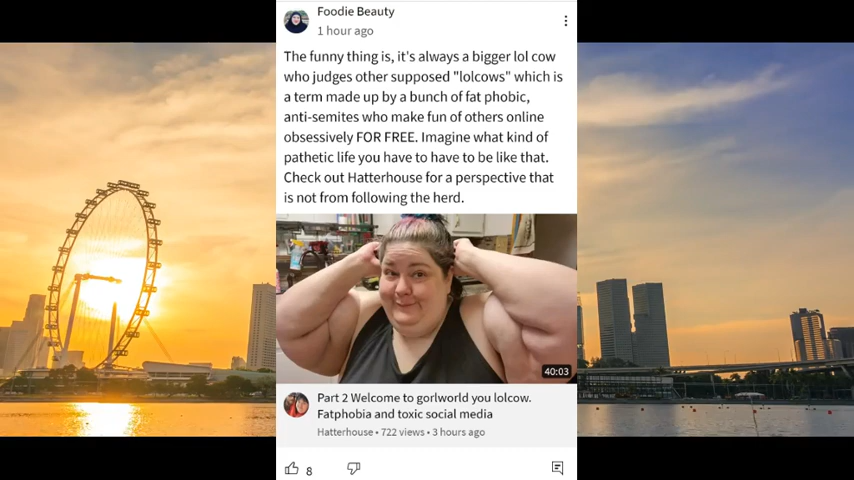 Foodie Beauty
1 hour ago
The funny thing is, it's always a bigger lol cow
who judges other supposed "lolcows" which is
a term made up by a bunch of fat phobic,
anti-semites who make fun of others online
obsessively FOR FREE. Imagine what kind of
pathetic life you have to have to be like that.
Check out Hatterhouse for a perspective that
is not from following the herd.
40:03
Part 2 Welcome to gorlworld you lolcow.
Fatphobia and toxic social media
Hatterhouse • 722 views • 3 hours ago
8